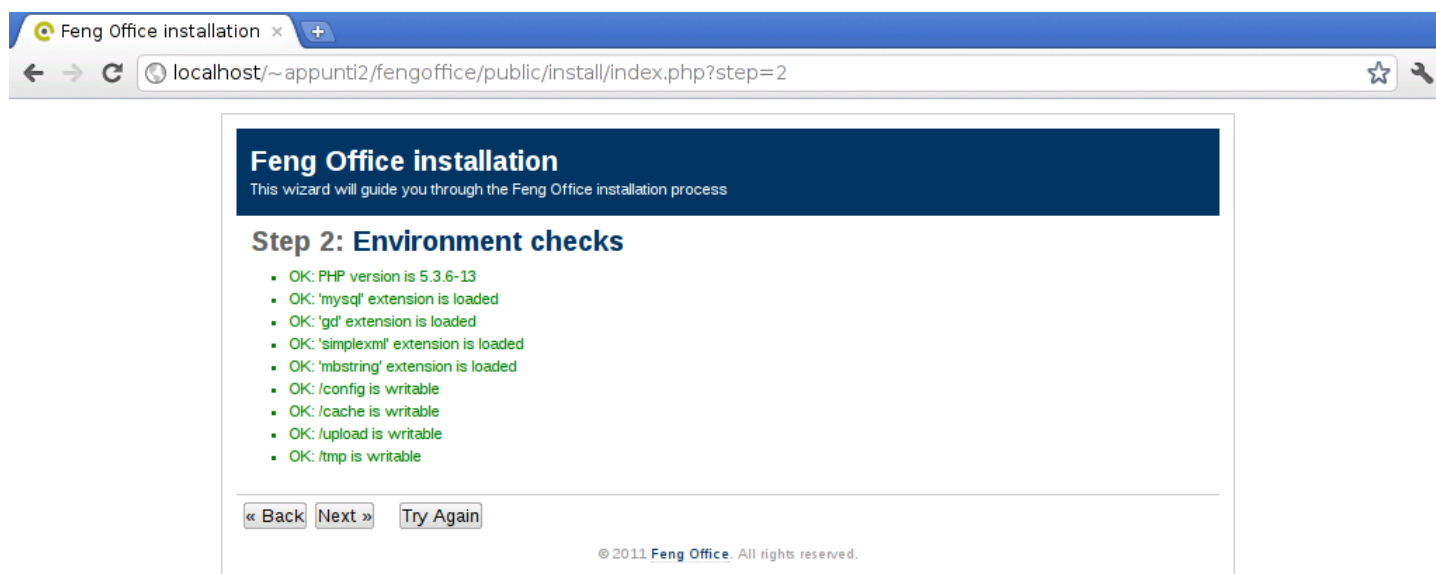 Feng Office installation
localhost/~appunti2/fengoffice/public/install/index.php?step=2
Feng Office installation
This wizard will guide you through the Feng Office installation process
Step 2: Environment checks
OK: PHP version is 5.3.6-13
OK: 'mysql' extension is loaded
OK: 'gd' extension is loaded
OK: 'simplexml' extension is loaded
OK: 'mbstring' extension is loaded
OK: /config is writable
OK: /cache is writable
OK: /upload is writable
OK: /tmp is writable
« Back Next » Try Again
© 2011 Feng Office. All rights reserved.